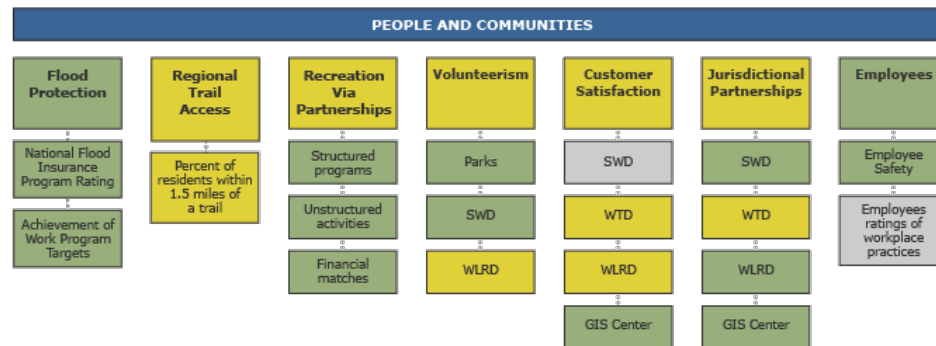 PEOPLE AND COMMUNITIES
Flood
Protection
National Flood
Insurance
Program Rating
Achievement of
Work Program
Targets
Regional
Trail
Access
Percent of
residents within
1.5 miles of
a trail
Recreation
Via
Partnerships
Structured
programs
Unstructured
activities
Financial
matches
Volunteerism
Parks
SWD
WLRD
Customer
Satisfaction
SWD
WTD
WLRD
GIS Center
Jurisdictional
Partnerships
SWD
WTD
WLRD
GIS Center
Employees
Employee
Safety
Employees
ratings of
workplace
practices